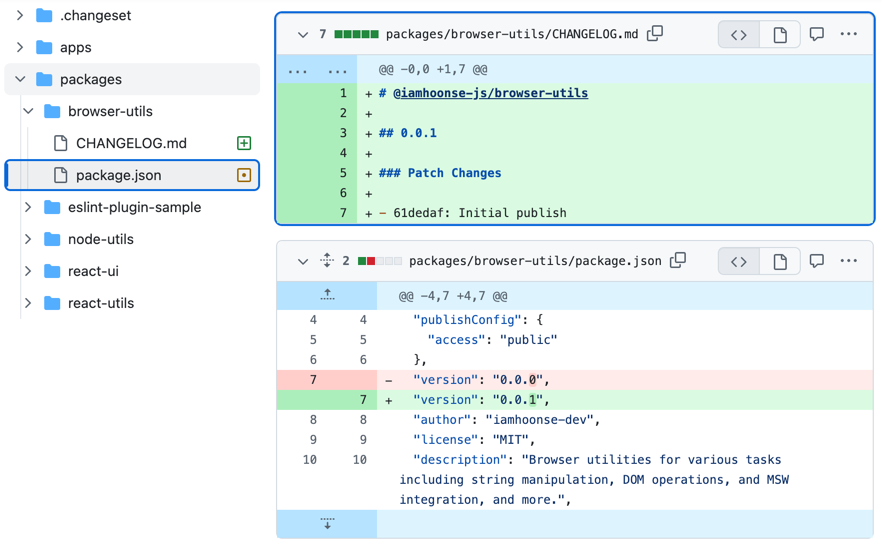 .changeset
apps
packages
browser-utils
CHANGELOG.md
package.json
eslint-plugin-sample
node-utils
react-ui
react-utils
7 packages/browser-utils/CHANGELOG.md
... ... @@ -0,0 +1,7 @@
1 + # @iamhoonse-js/browser-utils
2 +
3 + ## 0.0.1
4 +
5 + ### Patch Changes
6 +
7 + - 61dedaf: Initial publish
2 packages/browser-utils/package.json
@@ -4,7 +4,7 @@
4 4 "publishConfig": {
5 5 "access": "public"
6 6 },
7 - "version": "0.0.0",
7 + "version": "0.0.1",
8 8 "author": "iamhoonse-dev",
9 9 "license": "MIT",
10 10 "description": "Browser utilities for various tasks
including string manipulation, DOM operations, and MSW
integration, and more.",